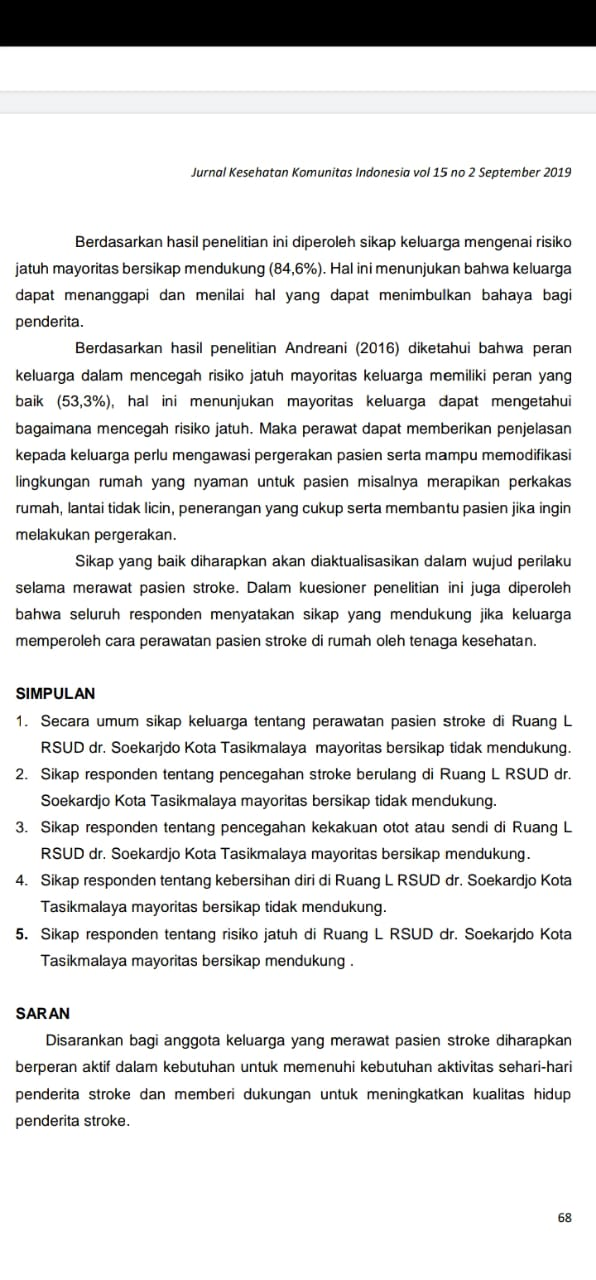 Jurnal Kesehatan Komunitas Indonesia vol 15 no 2 September 2019
Berdasarkan hasil penelitian ini diperoleh sikap keluarga mengenai risiko
jatuh mayoritas bersikap mendukung (84,6%). Hal ini menunjukan bahwa keluarga
dapat menanggapi dan menilai hal yang dapat menimbulkan bahaya bagi
penderita.
Berdasarkan hasil penelitian Andreani (2016) diketahui bahwa peran
keluarga dalam mencegah risiko jatuh mayoritas keluarga memiliki peran yang
baik (53,3%), hal ini menunjukan mayoritas keluarga dapat mengetahui
bagaimana mencegah risiko jatuh. Maka perawat dapat memberikan penjelasan
kepada keluarga perlu mengawasi pergerakan pasien serta mampu memodifikasi
lingkungan rumah yang nyaman untuk pasien misalnya merapikan perkakas
rumah, lantai tidak licin, penerangan yang cukup serta membantu pasien jika ingin
melakukan pergerakan.
Sikap yang baik diharapkan akan diaktualisasikan dalam wujud perilaku
selama merawat pasien stroke. Dalam kuesioner penelitian ini juga diperoleh
bahwa seluruh responden menyatakan sikap yang mendukung jika keluarga
memperoleh cara perawatan pasien stroke di rumah oleh tenaga kesehatan.
SIMPULAN
1. Secara umum sikap keluarga tentang perawatan pasien stroke di Ruang L
RSUD dr. Soekarjdo Kota Tasikmalaya mayoritas bersikap tidak mendukung.
2. Sikap responden tentang pencegahan stroke berulang di Ruang L RSUD dr.
Soekardjo Kota Tasikmalaya mayoritas bersikap tidak mendukung.
3. Sikap responden tentang pencegahan kekakuan otot atau sendi di Ruang L
RSUD dr. Soekardjo Kota Tasikmalaya mayoritas bersikap mendukung.
4. Sikap responden tentang kebersihan diri di Ruang L RSUD dr. Soekardjo Kota
Tasikmalaya mayoritas bersikap tidak mendukung.
5. Sikap responden tentang risiko jatuh di Ruang L RSUD dr. Soekarjdo Kota
Tasikmalaya mayoritas bersikap mendukung .
SARAN
Disarankan bagi anggota keluarga yang merawat pasien stroke diharapkan
berperan aktif dalam kebutuhan untuk memenuhi kebutuhan aktivitas sehari-hari
penderita stroke dan memberi dukungan untuk meningkatkan kualitas hidup
penderita stroke.
68